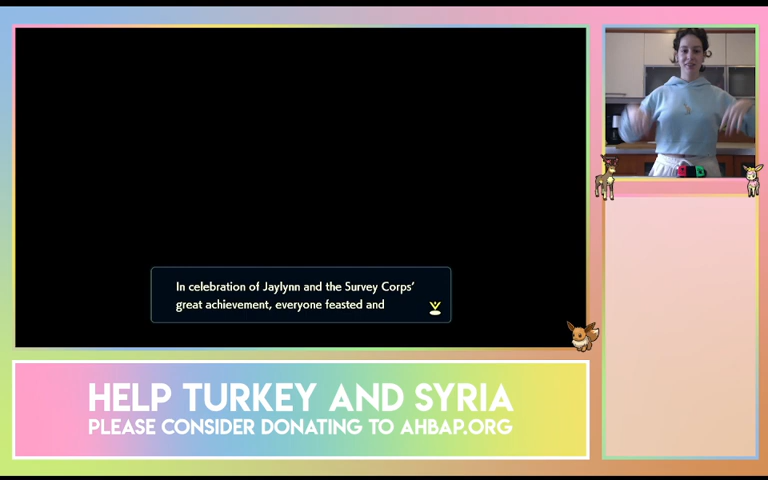 In celebration of Jaylynn and the Survey Corps'
great achievement, everyone feasted and
HELP TURKEY AND SYRIA
PLEASE CONSIDER DONATING TO AHBAP.ORG